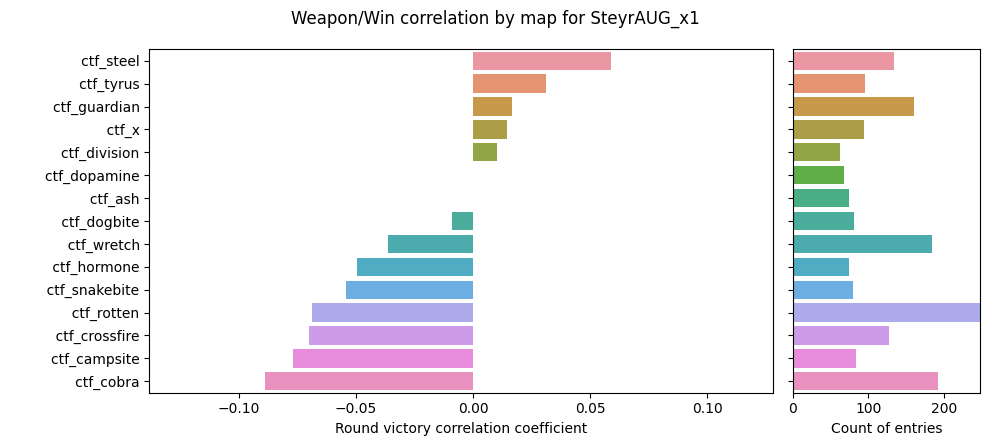 Weapon/Win correlation by map for SteyrAUG_x1
ctf_steel
ctf_tyrus
ctf_guardian
ctf_x
ctf_division
ctf_dopamine
ctf_ash
ctf_dogbite
ctf_wretch
ctf_hormone
ctf_snakebite
ctf_rotten
ctf_crossfire
ctf_campsite
ctf_cobra
−0.10 −0.05 0.00 0.05 0.10
Round victory correlation coefficient
0 100 200
Count of entries